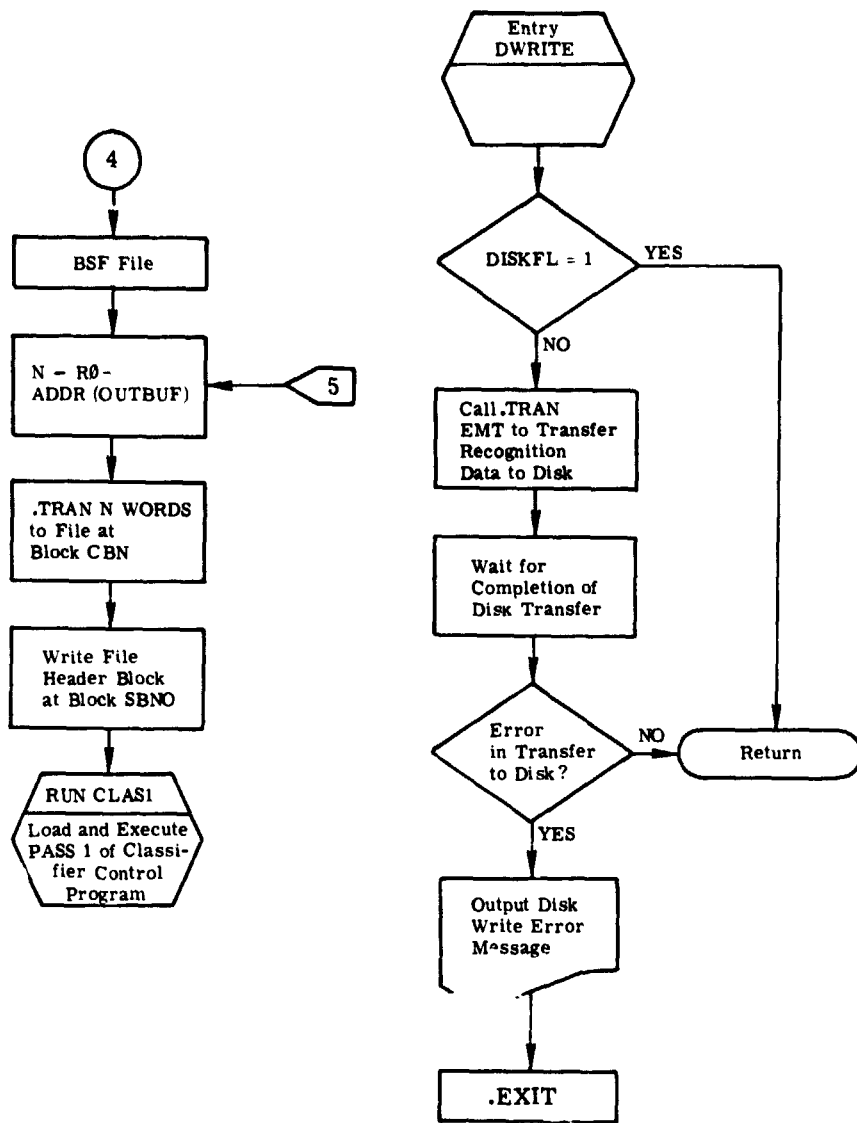 4
BSF File
N - RØ -
ADDR (OUTBUF)
5
.TRAN N WORDS
to File at
Block CBN
Write File
Header Block
at Block SBNO
RUN CLAS1
Load and Execute
PASS 1 of Classi-
fier Control
Program
Entry
DWRITE
DISKFL = 1
YES
NO
Call .TRAN
EMT to Transfer
Recognition
Data to Disk
Wait for
Completion of
Disk Transfer
Error
in Transfer
to Disk?
NO
Return
YES
Output Disk
Write Error
Message
.EXIT